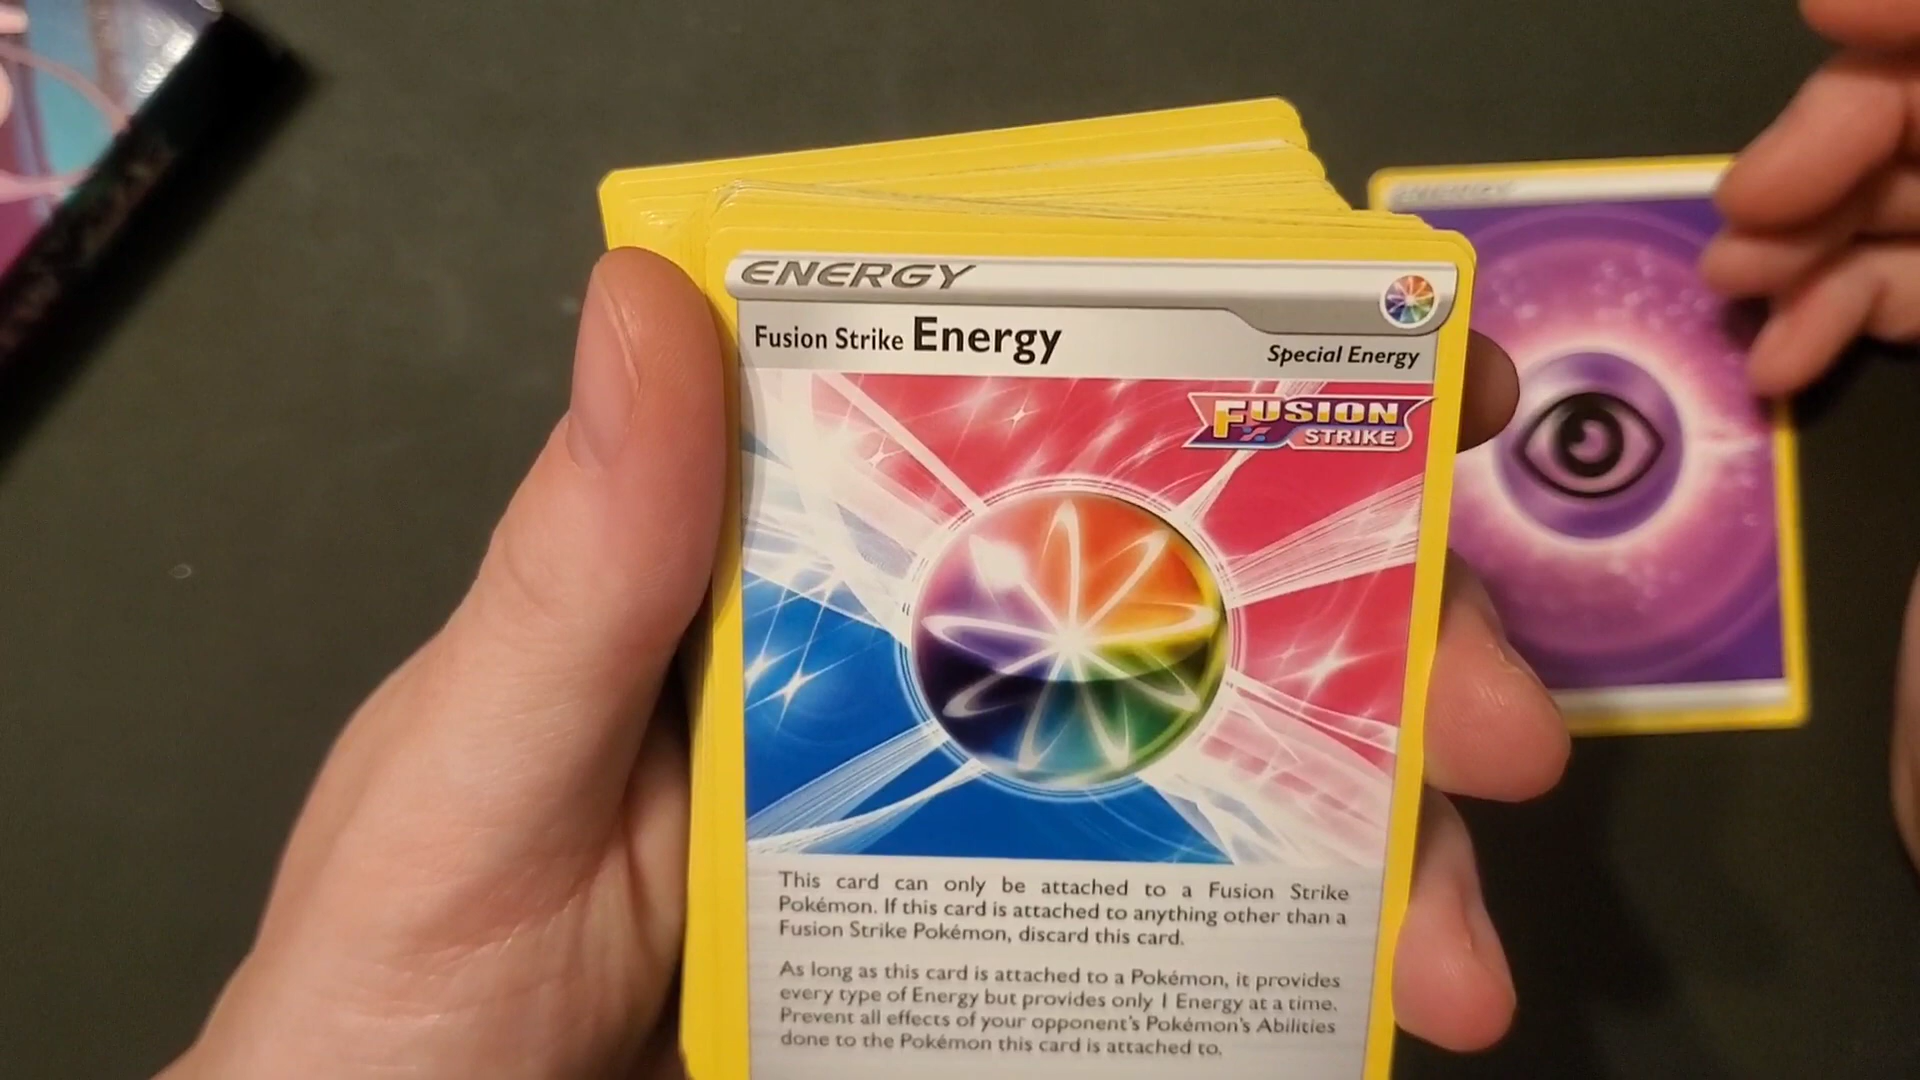 ENERGY
Fusion Strike Energy
Special Energy
FUSION
STRIKE
This card can only be attached to a Fusion Strike
Pokémon. If this card is attached to anything other than a
Fusion Strike Pokémon, discard this card.
As long as this card is attached to a Pokémon, it provides
every type of Energy but provides only 1 Energy at a time.
Prevent all effects of your opponent's Pokémon's Abilities
done to the Pokémon this card is attached to.
ENERGY